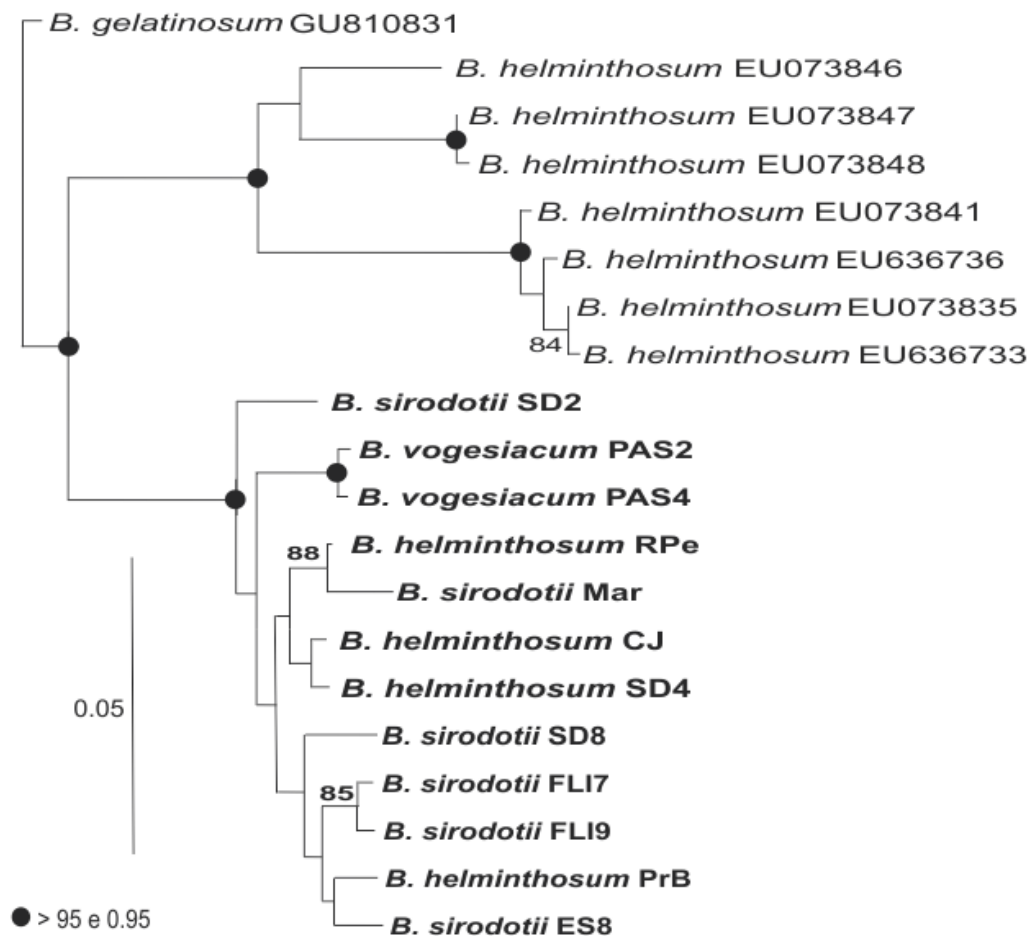 B. gelatinosum GU810831
B. helminthosum EU073846
B. helminthosum EU073847
B. helminthosum EU073848
B. helminthosum EU073841
B. helminthosum EU636736
B. helminthosum EU073835
84
B. helminthosum EU636733
B. sirodotii SD2
B. vogesiacum PAS2
B. vogesiacum PAS4
88
B. helminthosum RPe
B. sirodotii Mar
B. helminthosum CJ
B. helminthosum SD4
0.05
B. sirodotii SD8
B. sirodotii FLI7
85
B. sirodotii FLI9
B. helminthosum PrB
> 95 e 0.95
B. sirodotii ES8